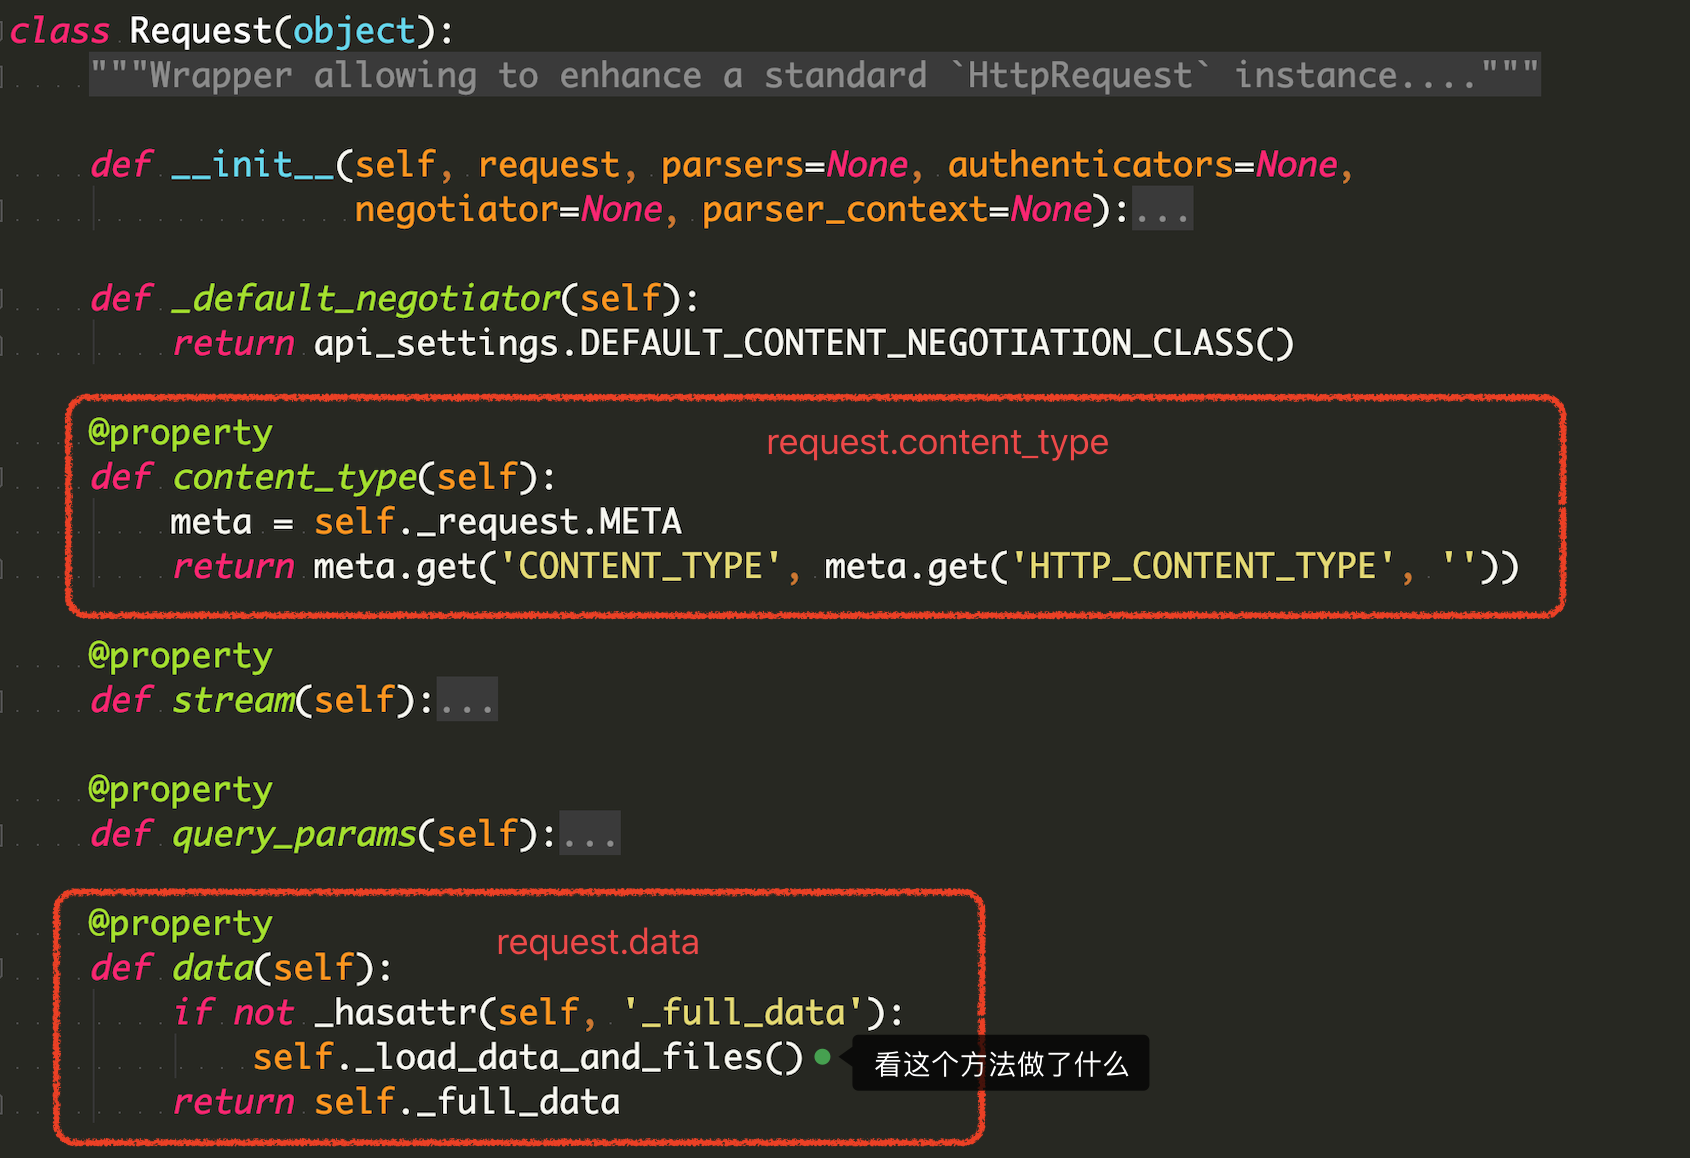 class Request(object):
    """Wrapper allowing to enhance a standard `HttpRequest` instance...."""
    def __init__(self, request, parsers=None, authenticators=None,
                 negotiator=None, parser_context=None):...
    def _default_negotiator(self):
        return api_settings.DEFAULT_CONTENT_NEGOTIATION_CLASS()
    @property
request.content_type
    def content_type(self):
        meta = self._request.META
        return meta.get('CONTENT_TYPE', meta.get('HTTP_CONTENT_TYPE', ''))
    @property
    def stream(self):...
    @property
    def query_params(self):...
    @property
request.data
    def data(self):
        if not _hasattr(self, '_full_data'):
            self._load_data_and_files()
看这个方法做了什么
        return self._full_data